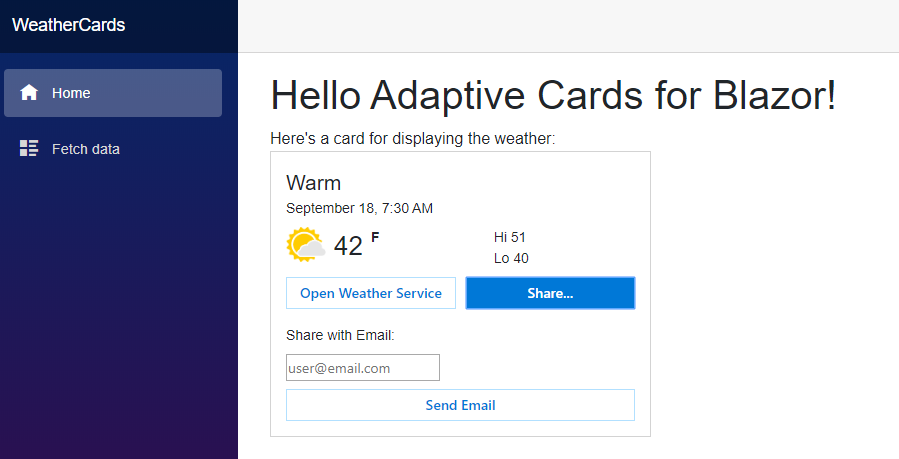 WeatherCards
Home
Fetch data
Hello Adaptive Cards for Blazor!
Here's a card for displaying the weather:
Warm
September 18, 7:30 AM
42 F
Hi 51
Lo 40
Open Weather Service
Share...
Share with Email:
user@email.com
Send Email